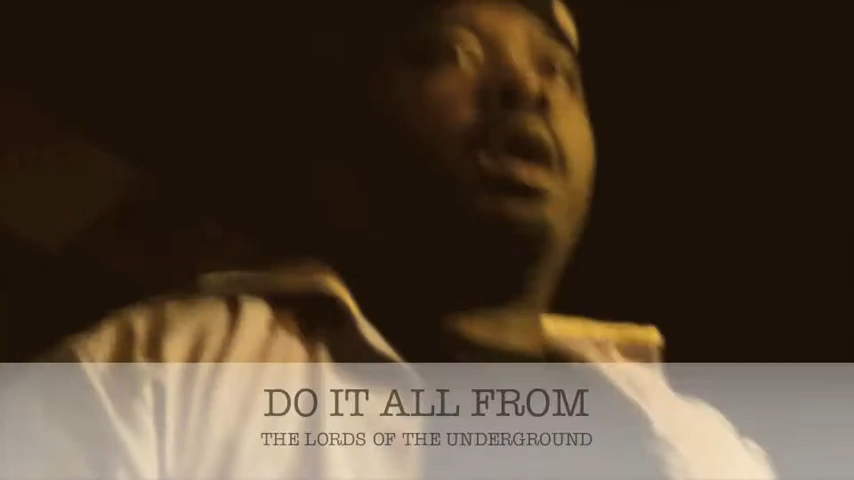 DO IT ALL FROM
THE LORDS OF THE UNDERGROUND